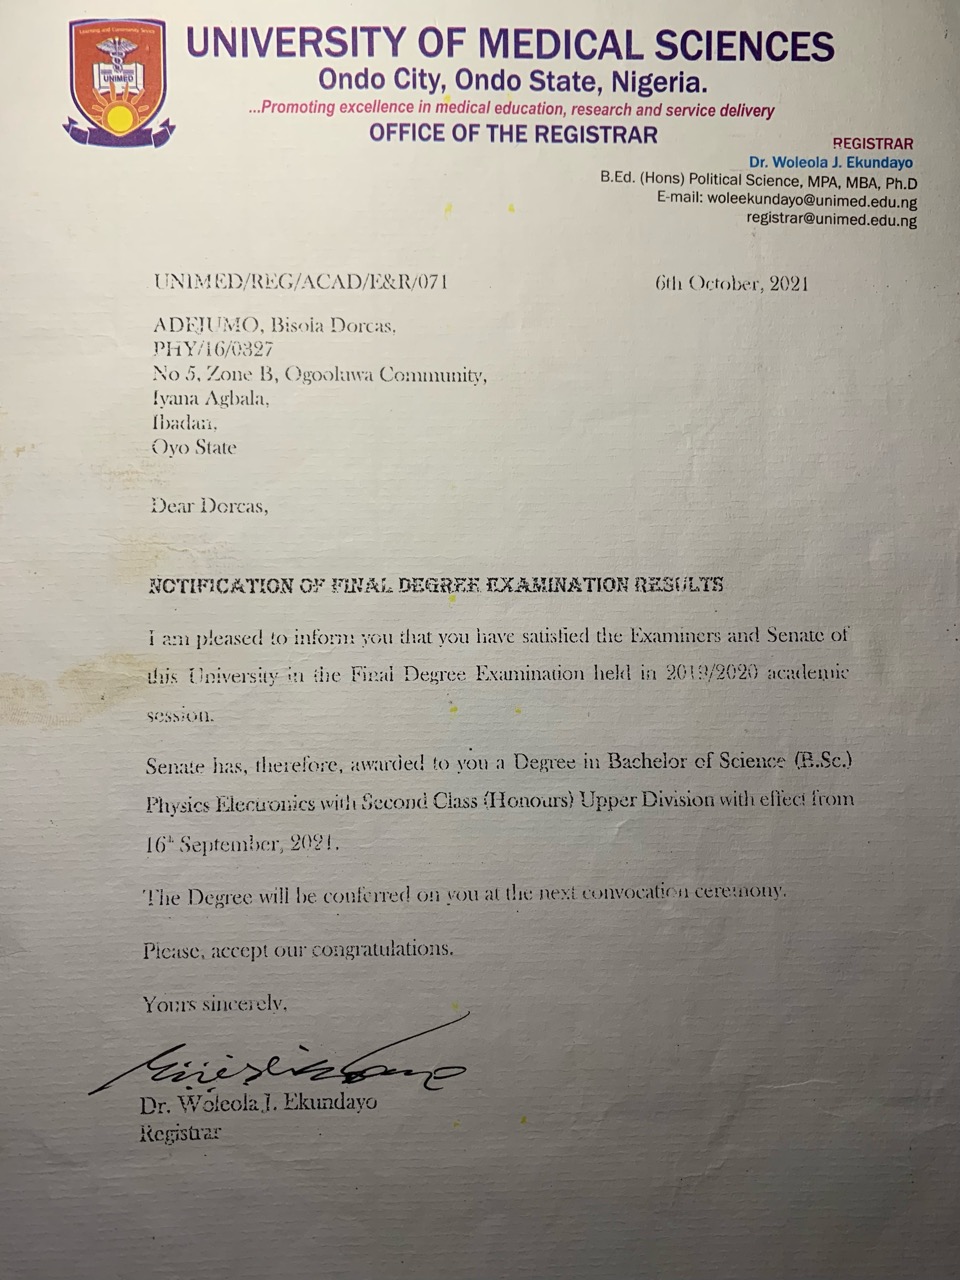 Learning and Community Service
UNIMED
UNIVERSITY OF MEDICAL SCIENCES
Ondo City, Ondo State, Nigeria.
...Promoting excellence in medical education, research and service delivery
OFFICE OF THE REGISTRAR
REGISTRAR
Dr. Woleola J. Ekundayo
B.Ed. (Hons) Political Science, MPA, MBA, Ph.D
E-mail: woleekundayo@unimed.edu.ng
registrar@unimed.edu.ng
UNIMED/REG/ACAD/E&R/071
6th October, 2021
ADEJUMO, Bisola Dorcas,
PHY/16/0327
No 5, Zone B, Ogooluwa Community,
Iyana Agbala,
Ibadan,
Oyo State
Dear Dorcas,
NOTIFICATION OF FINAL DEGREE EXAMINATION RESULTS
I am pleased to inform you that you have satisfied the Examiners and Senate of
this University in the Final Degree Examination held in 2019/2020 academic
session.
Senate has, therefore, awarded to you a Degree in Bachelor of Science (B.Sc.)
Physics Electronics with Second Class (Honours) Upper Division with effect from
16th September, 2021.
The Degree will be conferred on you at the next convocation ceremony.
Please, accept our congratulations.
Yours sincerely,
Dr. Woleola J. Ekundayo
Registrar